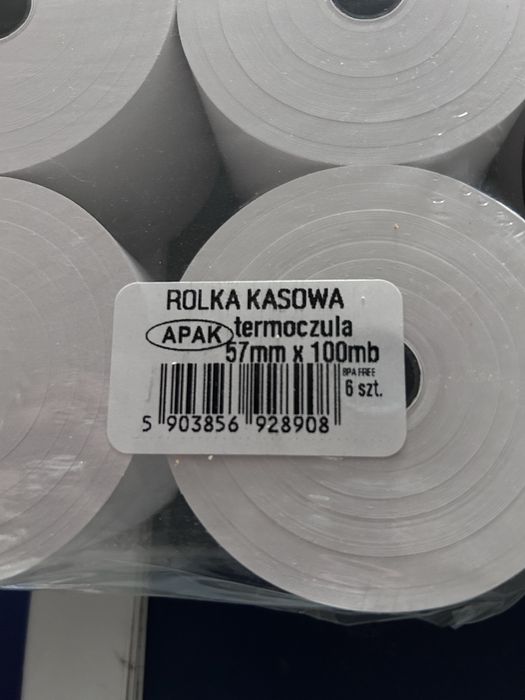 ROLKA KASOWA
APAK termoczula
57mm x 100mb
BPA FREE
6 szt.
5 903856 928908